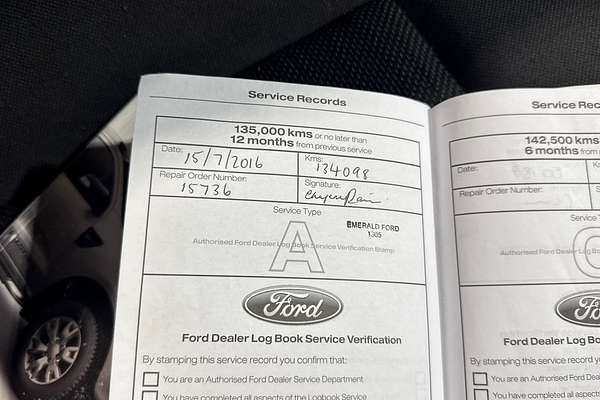 Service Records
135,000 kms or no later than
12 months from previous service
Date: 15/7/2016
Kms: 134098
Repair Order Number: 15736
Signature:
Service Type
EMERALD FORD
A
Authorised Ford Dealer Log Book Service Verification Stamp
Ford
Ford Dealer Log Book Service Verification
By stamping this service record you confirm that:
You are an Authorised Ford Dealer Service Department
You have completed all aspects of the Logbook Service
Service Rec
142,500 kms
6 months from
Date:
Repair Order Number:
Service T
Authorised Ford Dealer Log Bo
Ford Dealer Log B
By stamping this service record yo
You are an Authorised Ford Deale
You have completed all aspects